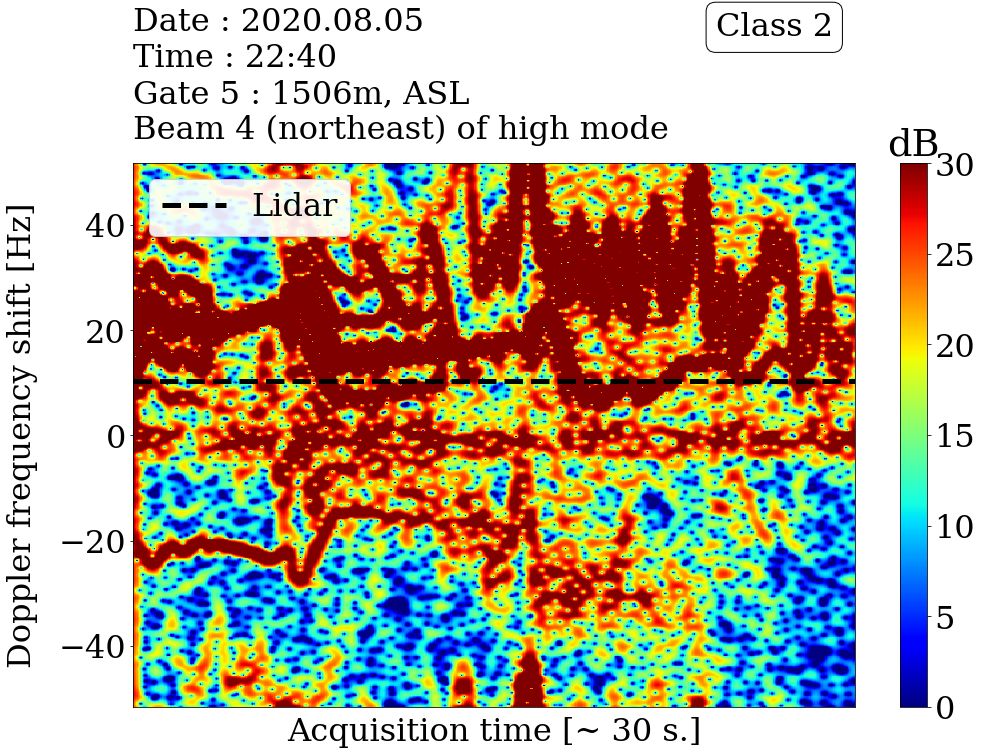 Date : 2020.08.05
Time : 22:40
Gate 5 : 1506m, ASL
Beam 4 (northeast) of high mode
Class 2
dB
Lidar
Doppler frequency shift [Hz]
40
20
0
−20
−40
30
25
20
15
10
5
0
Acquisition time [~ 30 s.]